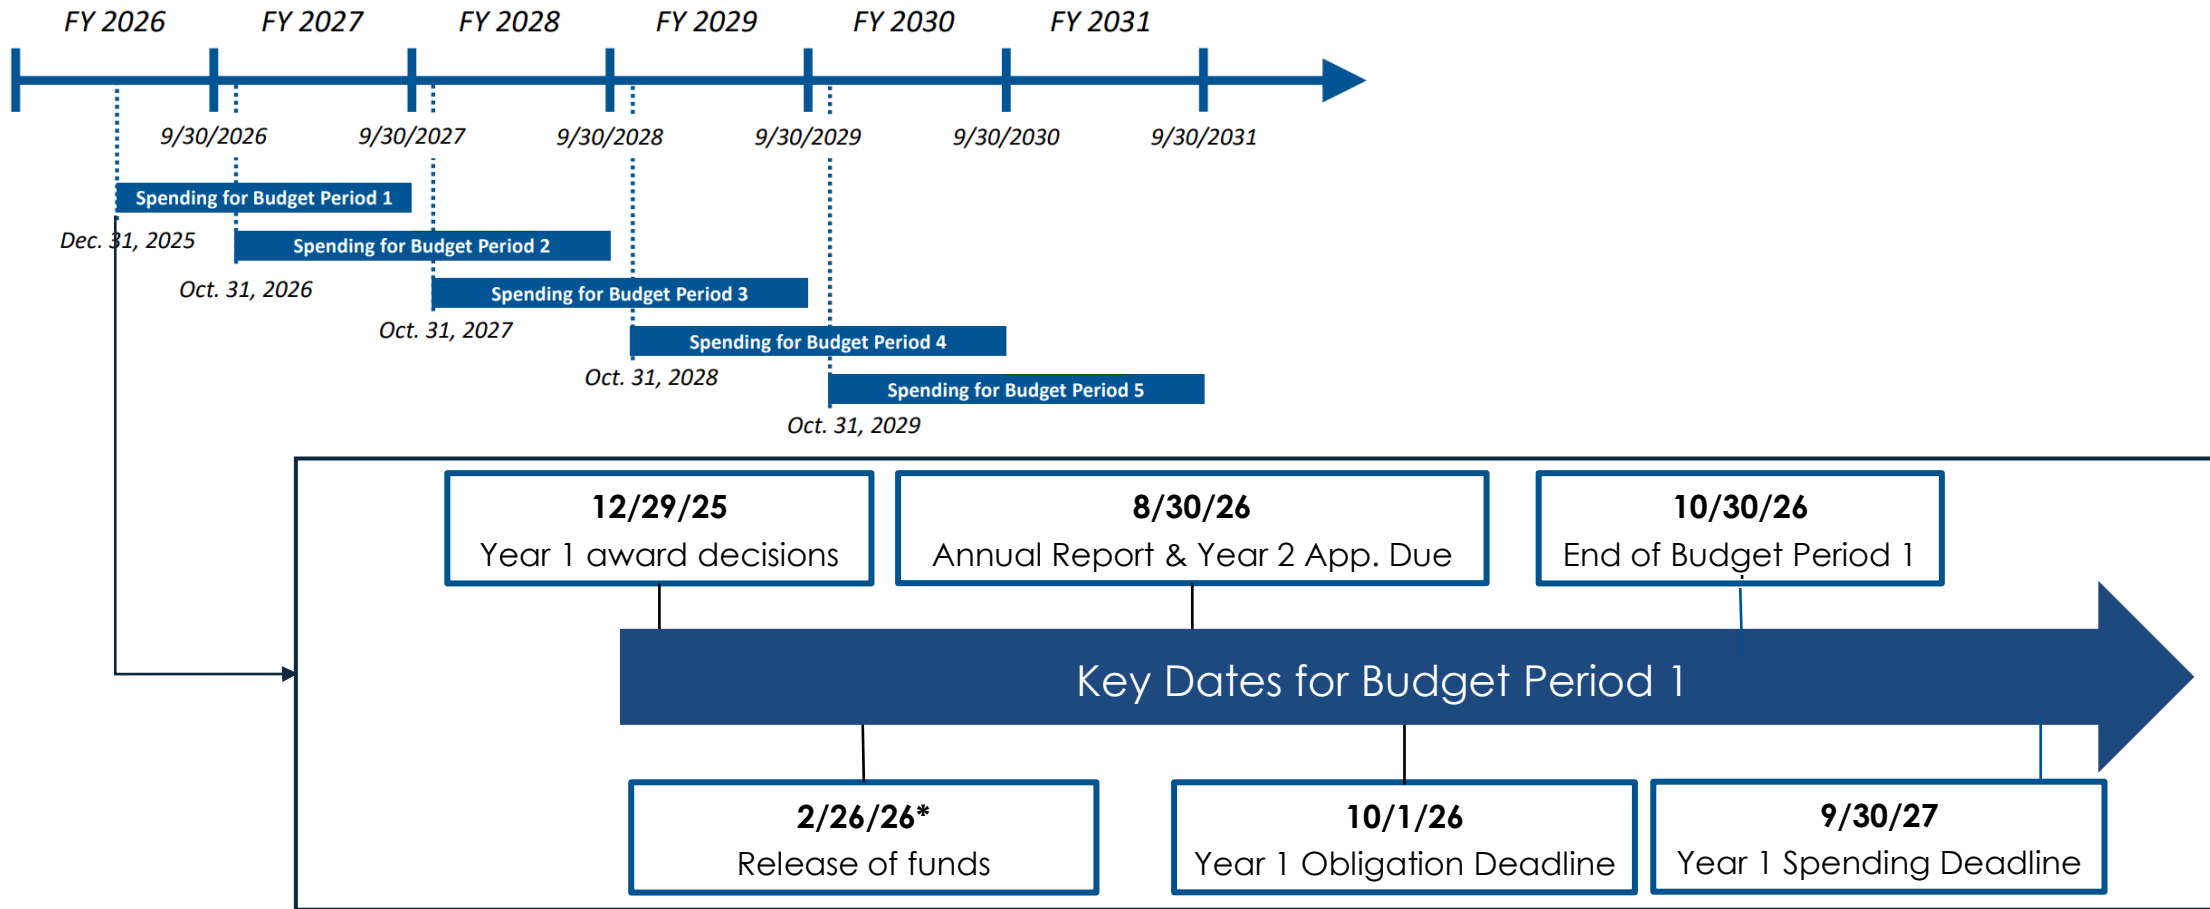 FY 2026
FY 2027
FY 2028
FY 2029
FY 2030
FY 2031
9/30/2026
9/30/2027
9/30/2028
9/30/2029
9/30/2030
9/30/2031
Spending for Budget Period 1
Dec. 31, 2025
Spending for Budget Period 2
Oct. 31, 2026
Spending for Budget Period 3
Oct. 31, 2027
Spending for Budget Period 4
Oct. 31, 2028
Spending for Budget Period 5
Oct. 31, 2029
12/29/25
Year 1 award decisions
8/30/26
Annual Report & Year 2 App. Due
10/30/26
End of Budget Period 1
Key Dates for Budget Period 1
2/26/26*
Release of funds
10/1/26
Year 1 Obligation Deadline
9/30/27
Year 1 Spending Deadline